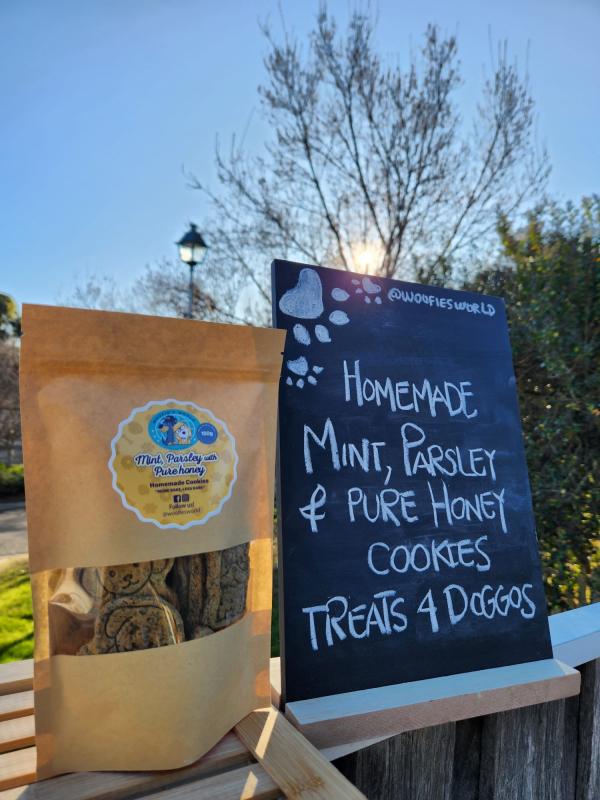 @WOOFIESWORLD
HOMEMADE
MINT, PARSLEY
& PURE HONEY
COOKIES
TREATS 4 DOGGOS
Mint, Parsley with
Pure honey
Homemade Cookies
Follow us!
@woofiesworld